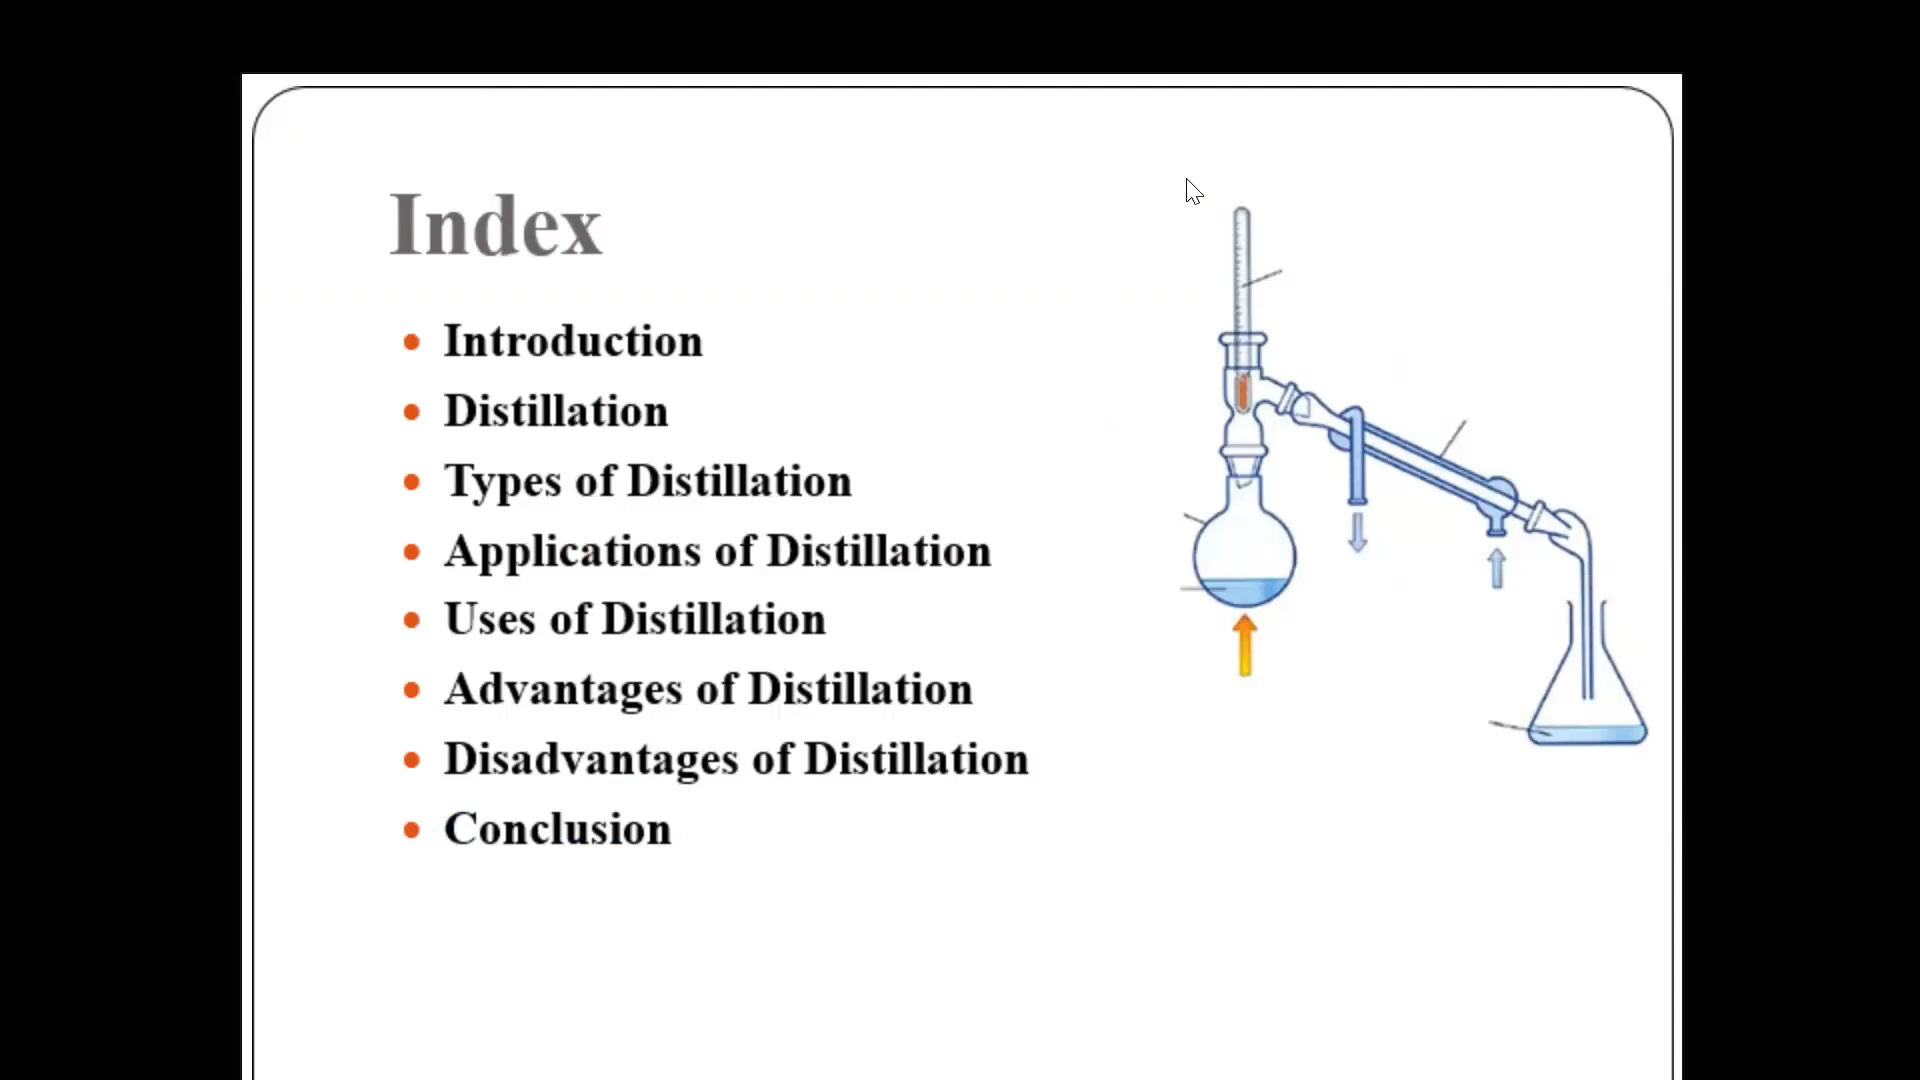 Index
Introduction
Distillation
Types of Distillation
Applications of Distillation
Uses of Distillation
Advantages of Distillation
Disadvantages of Distillation
Conclusion